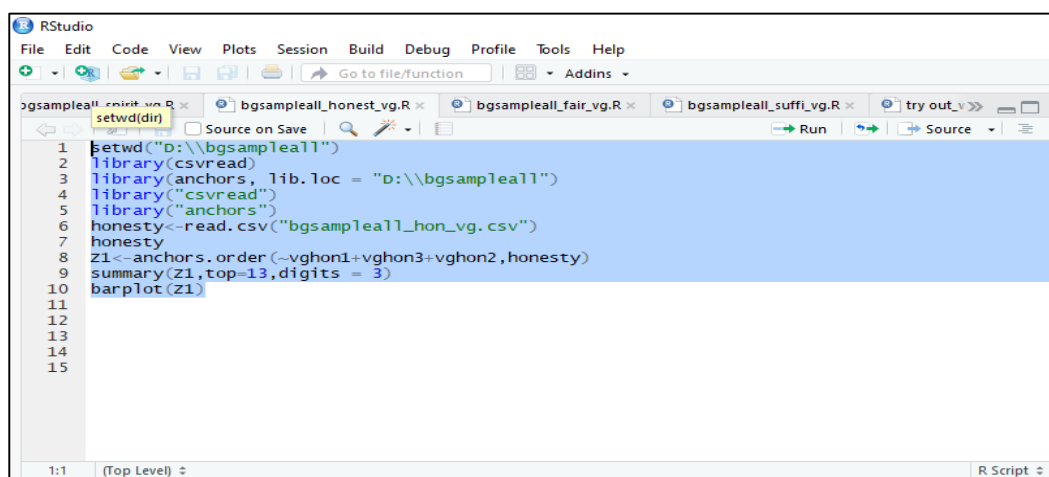 RStudio
File Edit Code View Plots Session Build Debug Profile Tools Help
Go to file/function Addins
bgsampleall_spirit_vg.R bgsampleall_honest_vg.R bgsampleall_fair_vg.R bgsampleall_suffi_vg.R try out_v
setwd(dir)
Source on Save Run Source
1 setwd("D:\\bgsampleall")
2 library(csvread)
3 library(anchors, lib.loc = "D:\\bgsampleall")
4 library("csvread")
5 library("anchors")
6 honesty<-read.csv("bgsampleall_hon_vg.csv")
7 honesty
8 Z1<-anchors.order(~vghon1+vghon3+vghon2,honesty)
9 summary(Z1,top=13,digits = 3)
10 barplot(Z1)
11
12
13
14
15
1:1 (Top Level) R Script